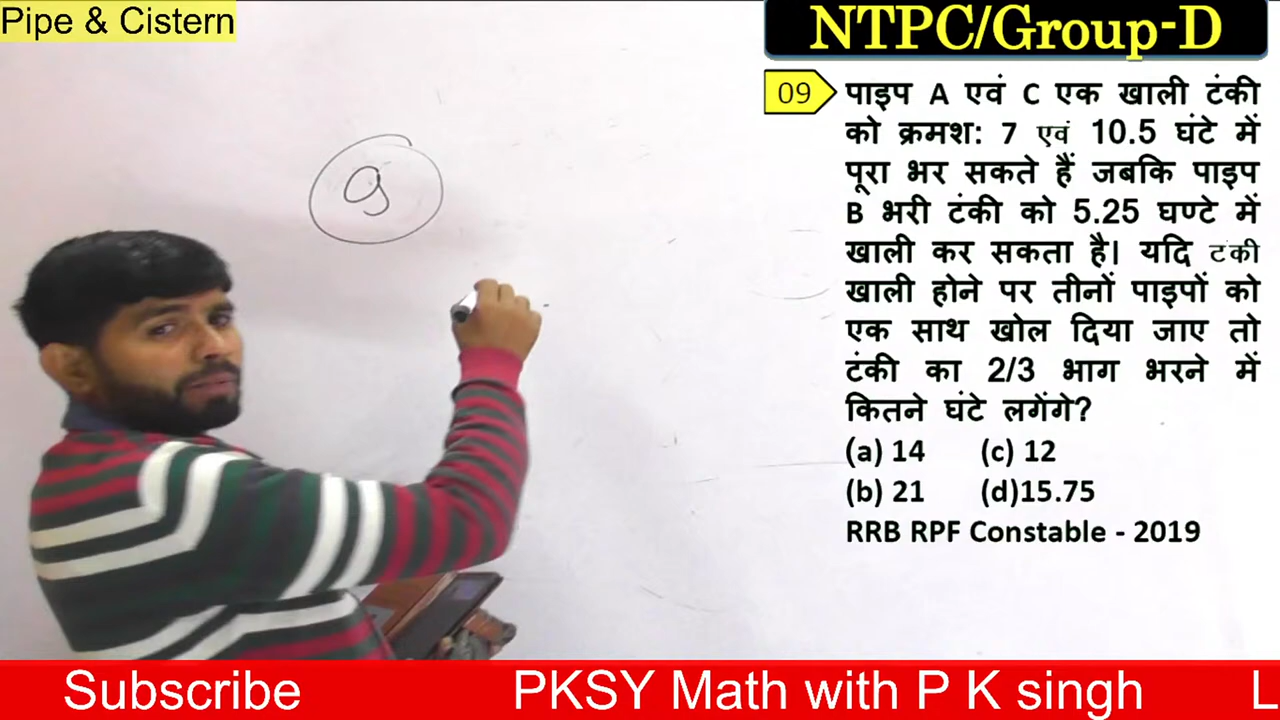 Pipe & Cistern
NTPC/Group-D
09
पाइप A एवं C एक खाली टंकी
को क्रमश: 7 एवं 10.5 घंटे में
पूरा भर सकते हैं जबकि पाइप
B भरी टंकी को 5.25 घण्टे में
खाली कर सकता है। यदि टंकी
खाली होने पर तीनों पाइपों को
एक साथ खोल दिया जाए तो
टंकी का 2/3 भाग भरने में
कितने घंटे लगेंगे?
(a) 14 (c) 12
(b) 21 (d)15.75
RRB RPF Constable - 2019
9
Subscribe PKSY Math with P K singh L